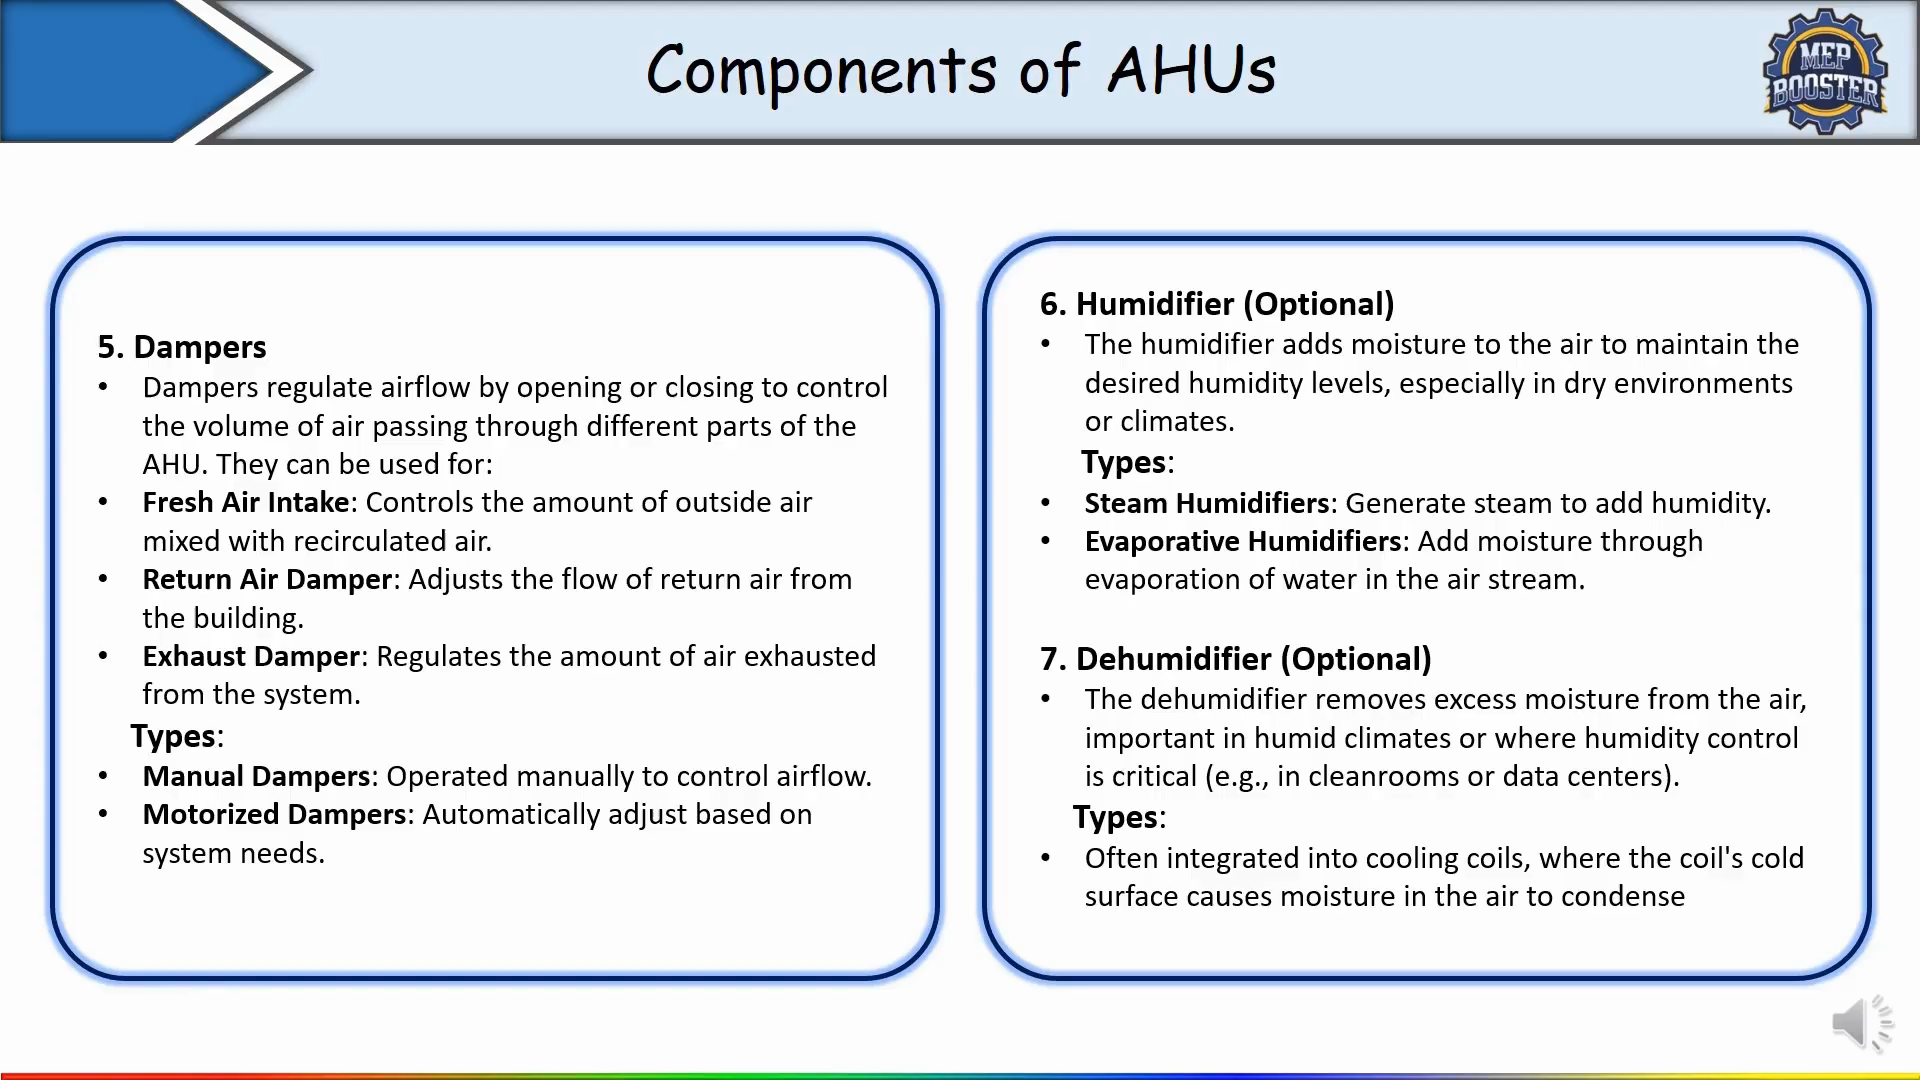 Components of AHUs
MEP
BOOSTER
5. Dampers
• Dampers regulate airflow by opening or closing to control
the volume of air passing through different parts of the
AHU. They can be used for:
• Fresh Air Intake: Controls the amount of outside air
mixed with recirculated air.
• Return Air Damper: Adjusts the flow of return air from
the building.
• Exhaust Damper: Regulates the amount of air exhausted
from the system.
Types:
• Manual Dampers: Operated manually to control airflow.
• Motorized Dampers: Automatically adjust based on
system needs.
6. Humidifier (Optional)
• The humidifier adds moisture to the air to maintain the
desired humidity levels, especially in dry environments
or climates.
Types:
• Steam Humidifiers: Generate steam to add humidity.
• Evaporative Humidifiers: Add moisture through
evaporation of water in the air stream.
7. Dehumidifier (Optional)
• The dehumidifier removes excess moisture from the air,
important in humid climates or where humidity control
is critical (e.g., in cleanrooms or data centers).
Types:
• Often integrated into cooling coils, where the coil's cold
surface causes moisture in the air to condense